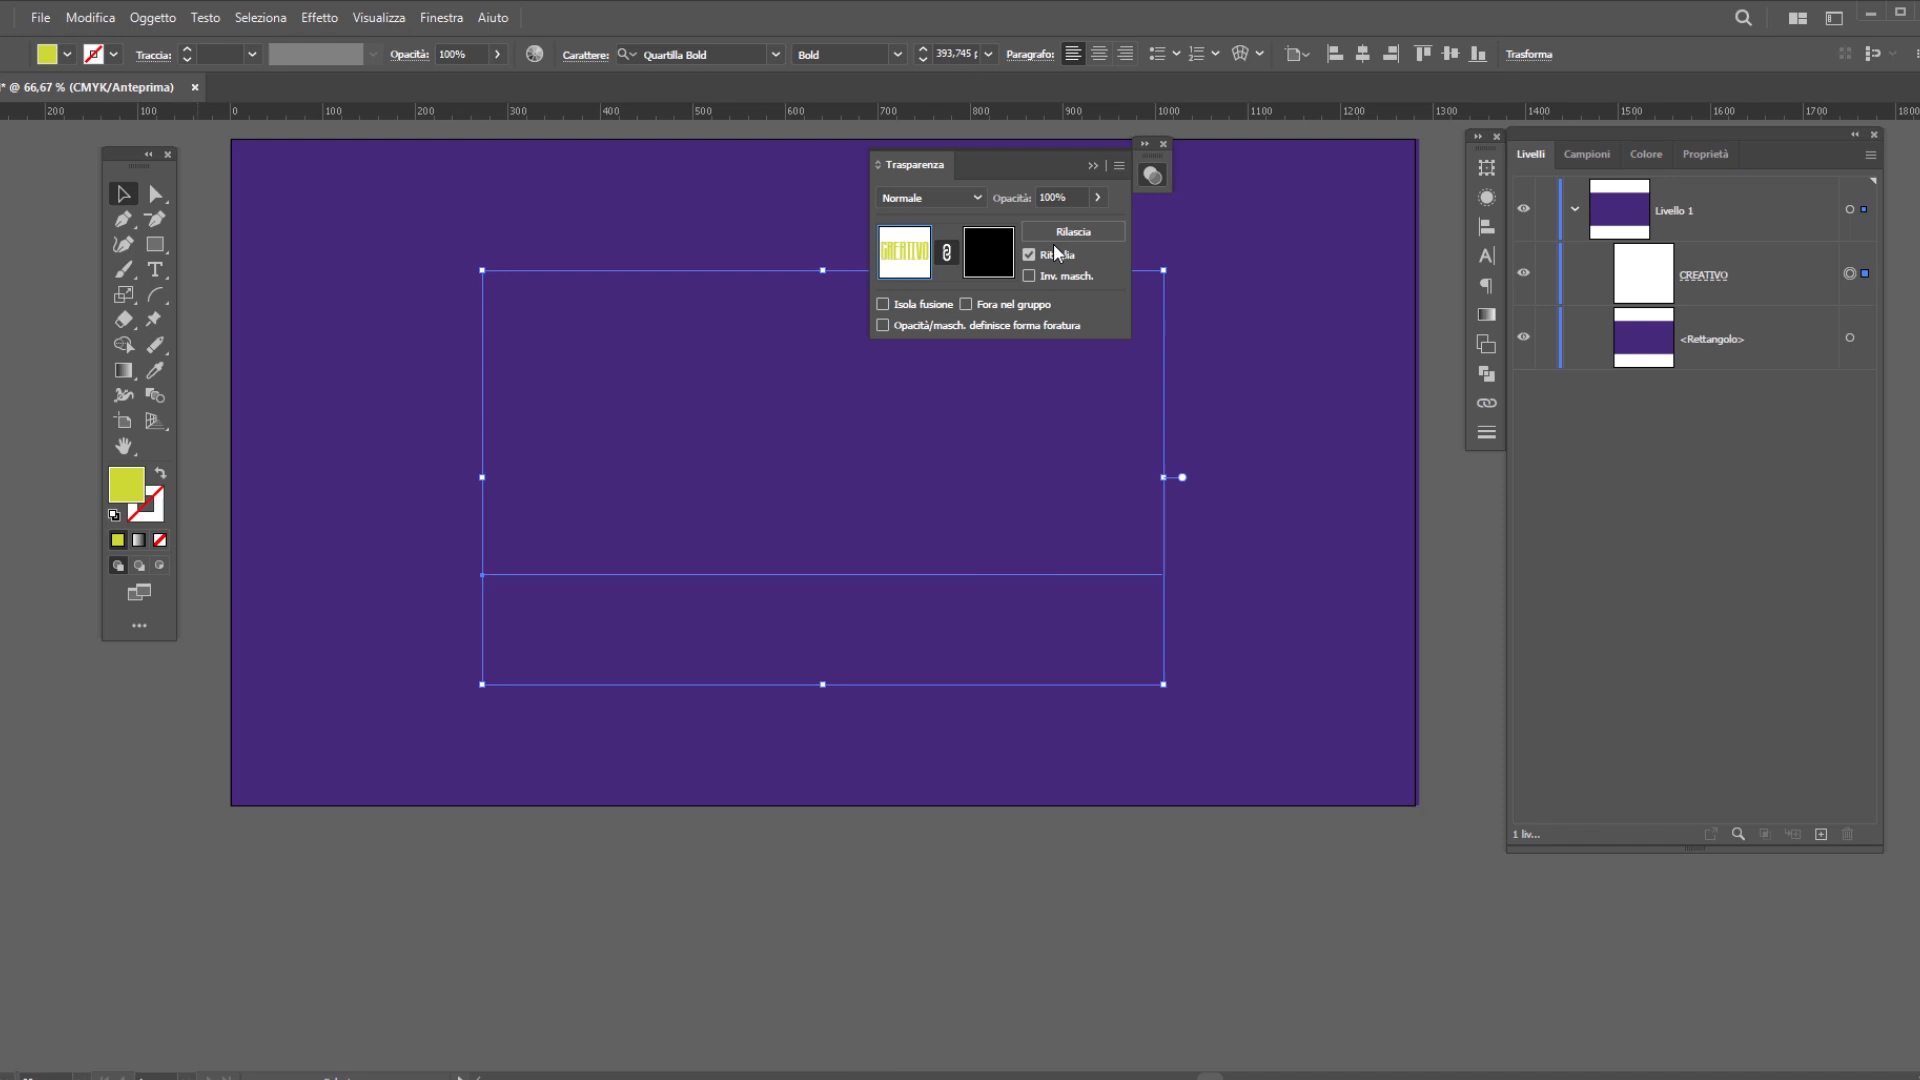 File Modifica Oggetto Testo Seleziona Effetto Visualizza Finestra Aiuto
Traccia: Opacità: 100% Carattere: Quartilla Bold Bold 393,745 Paragrafo: Trasforma
* @ 66,67 % (CMYK/Anteprima)
200 100 0 100 200 300 400 500 600 700 800 900 1000 1100 1200 1300 1400 1500 1600 1700 1800
Trasparenza
Normale Opacità: 100%
CREATIVO
Rilascia
Inv. masch.
Isola fusione Fora nel gruppo
Opacità/masch. definisce forma foratura
Livelli Campioni Colore Proprietà
Livello 1
CREATIVO
<Rettangolo>
1 liv...